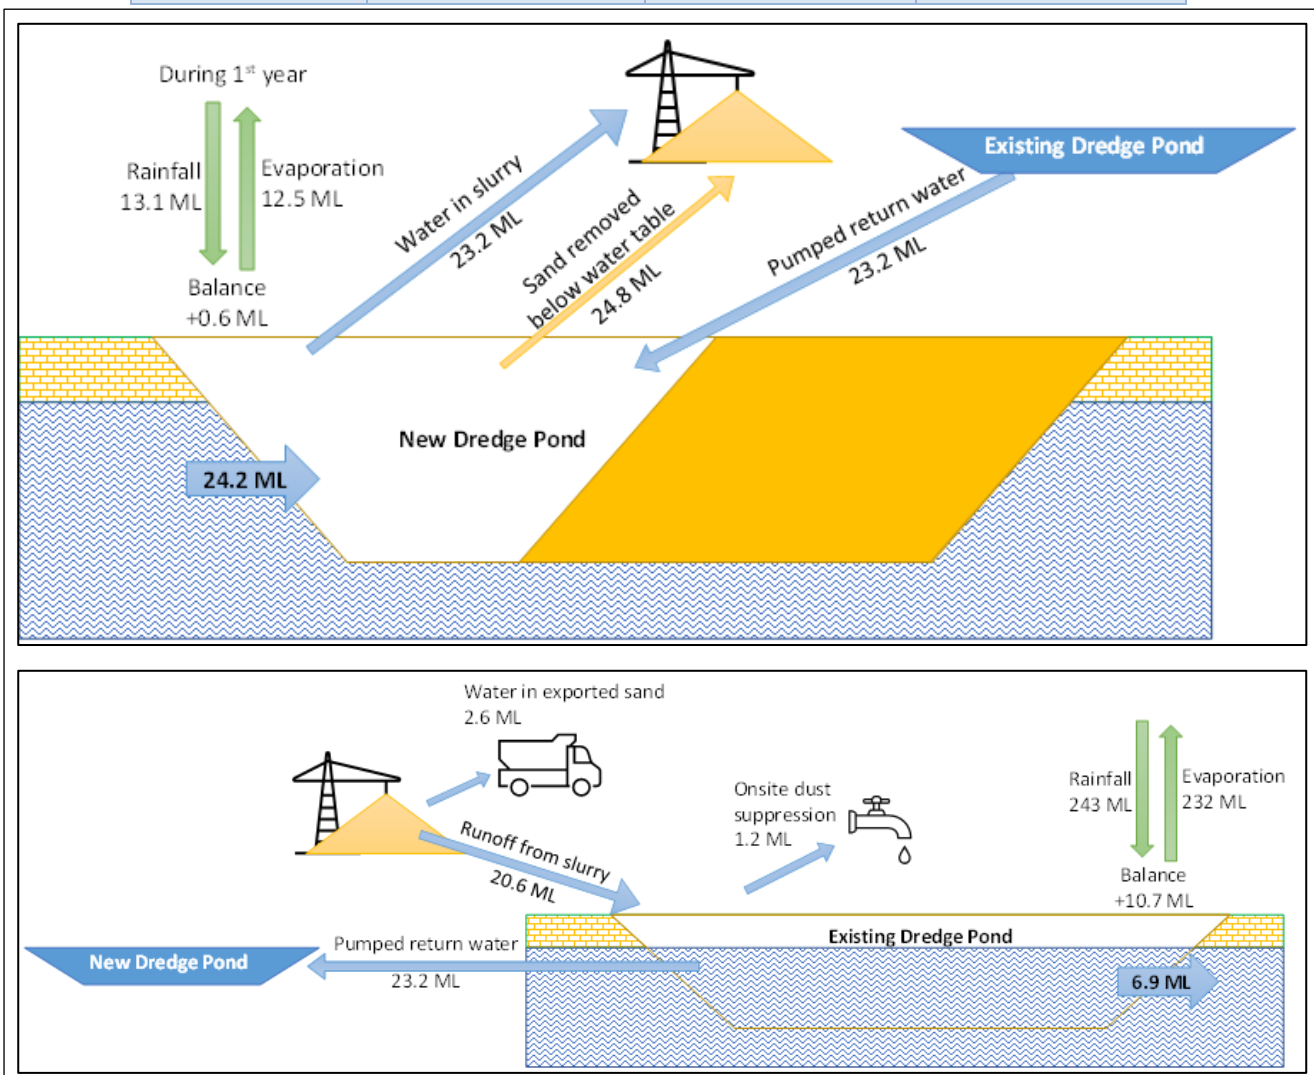 During 1st year
Rainfall
13.1 ML
Evaporation
12.5 ML
Balance
+0.6 ML
Water in slurry
23.2 ML
Sand removed
below water table
24.8 ML
Existing Dredge Pond
Pumped return water
23.2 ML
New Dredge Pond
24.2 ML
Water in exported sand
2.6 ML
Runoff from slurry
20.6 ML
Onsite dust
suppression
1.2 ML
Rainfall
243 ML
Evaporation
232 ML
Balance
+10.7 ML
Existing Dredge Pond
Pumped return water
23.2 ML
New Dredge Pond
6.9 ML